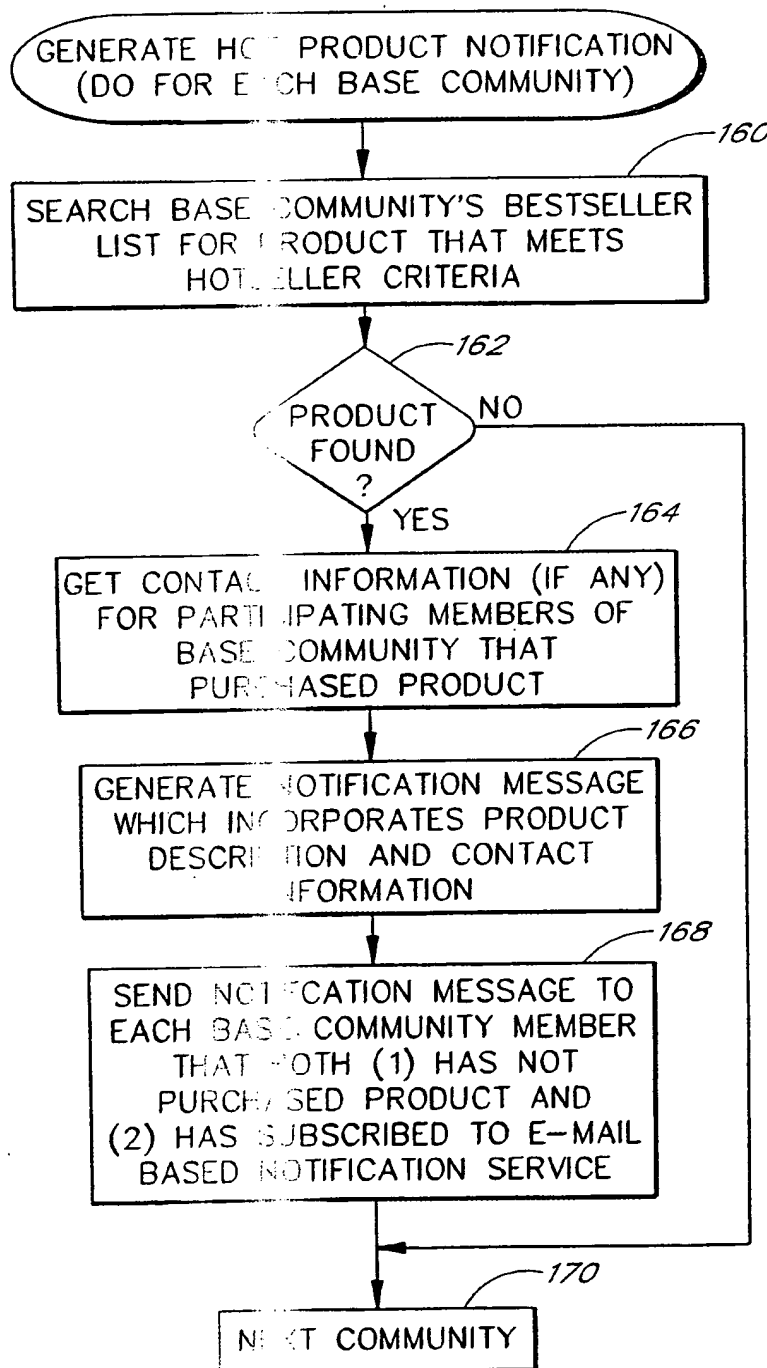 GENERATE HOT PRODUCT NOTIFICATION
(DO FOR EACH BASE COMMUNITY)
160
SEARCH BASE COMMUNITY'S BESTSELLER
LIST FOR PRODUCT THAT MEETS
HOTSELLER CRITERIA
162
PRODUCT
FOUND
?
NO
YES
164
GET CONTACT INFORMATION (IF ANY)
FOR PARTICIPATING MEMBERS OF
BASE COMMUNITY THAT
PURCHASED PRODUCT
166
GENERATE NOTIFICATION MESSAGE
WHICH INCORPORATES PRODUCT
DESCRIPTION AND CONTACT
INFORMATION
168
SEND NOTIFCATION MESSAGE TO
EACH BASE COMMUNITY MEMBER
THAT BOTH (1) HAS NOT
PURCHASED PRODUCT AND
(2) HAS SUBSCRIBED TO E-MAIL
BASED NOTIFICATION SERVICE
170
NEXT COMMUNITY